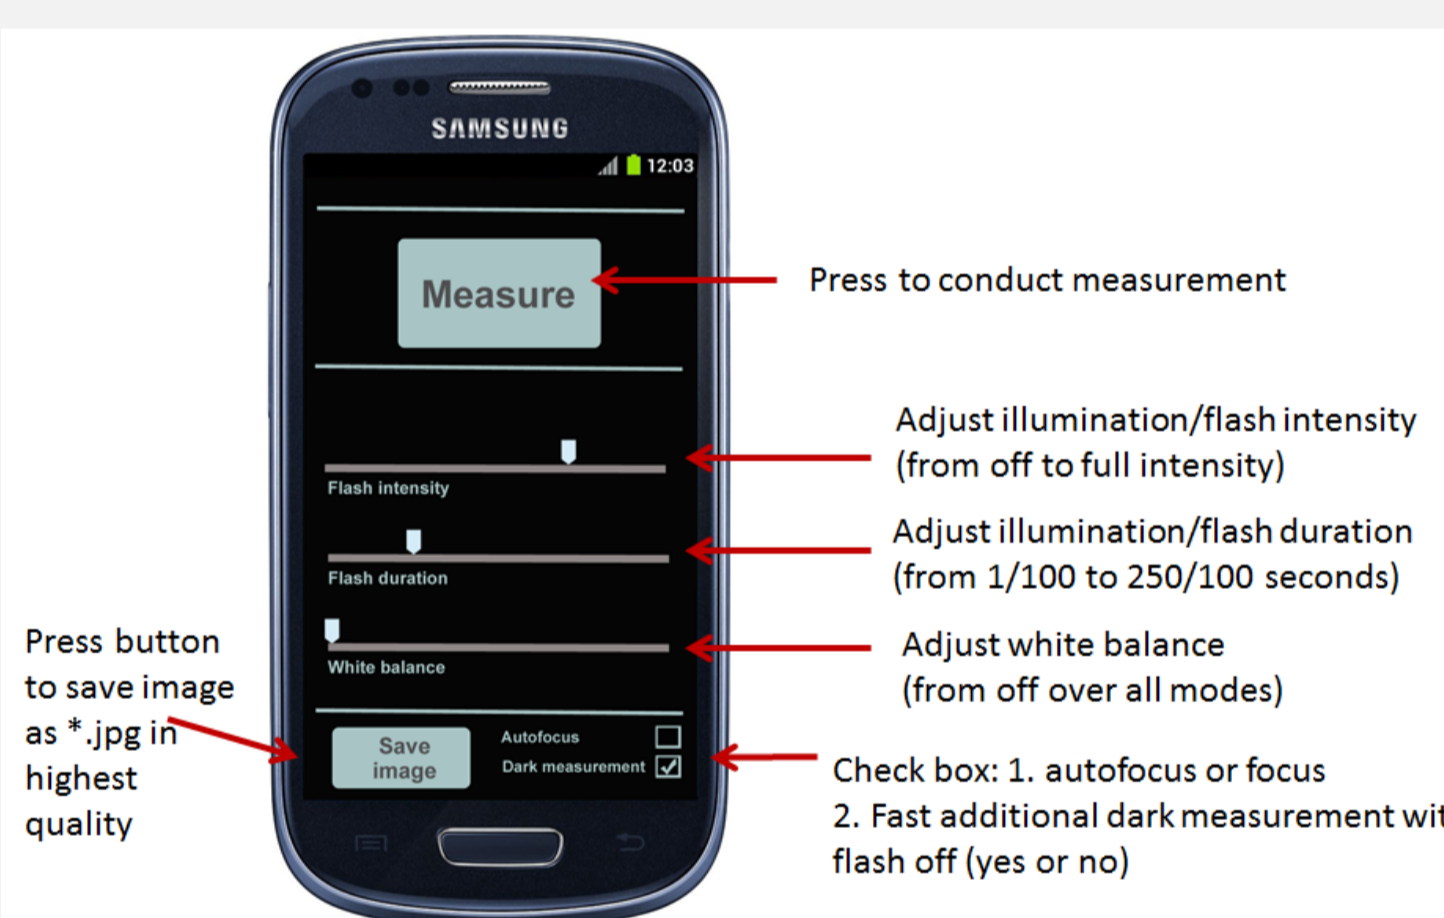 SAMSUNG
12:03
Measure
Press to conduct measurement
Adjust illumination/flash intensity
(from off to full intensity)
Flash intensity
Adjust illumination/flash duration
(from 1/100 to 250/100 seconds)
Flash duration
Adjust white balance
(from off over all modes)
White balance
Press button
to save image
as *.jpg in
highest
quality
Save
image
Autofocus
Dark measurement
Check box: 1. autofocus or focus
2. Fast additional dark measurement
flash off (yes or no)